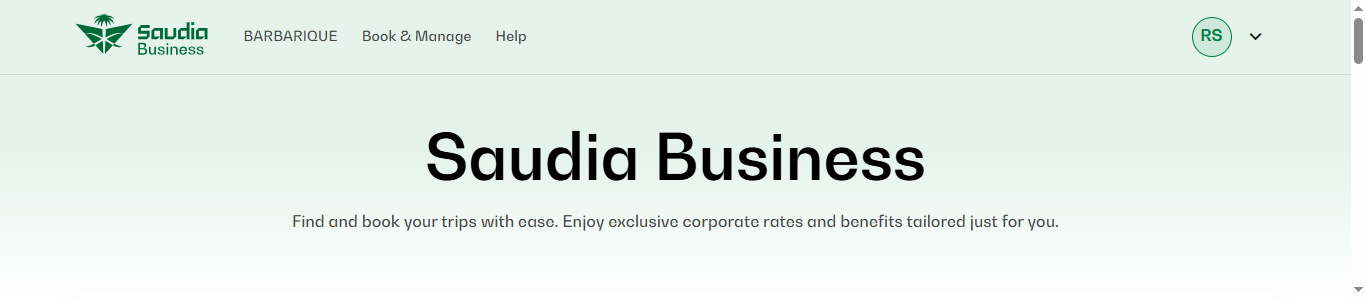 Saudia
Business
BARBARIQUE
Book & Manage
Help
RS
Saudia Business
Find and book your trips with ease. Enjoy exclusive corporate rates and benefits tailored just for you.